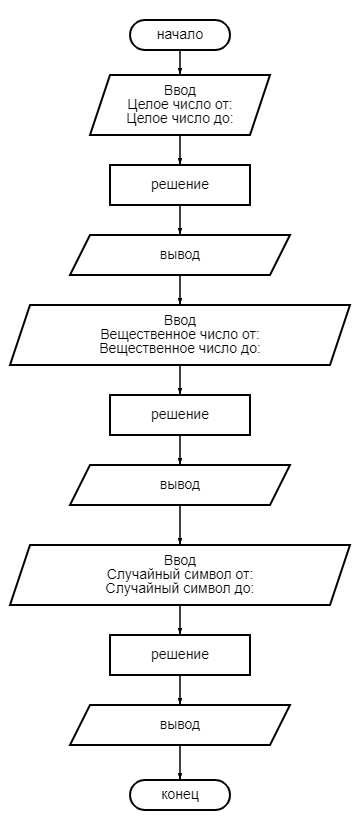 начало
Ввод
Целое число от:
Целое число до:
решение
вывод
Ввод
Вещественное число от:
Вещественное число до:
решение
вывод
Ввод
Случайный символ от:
Случайный символ до:
решение
вывод
конец